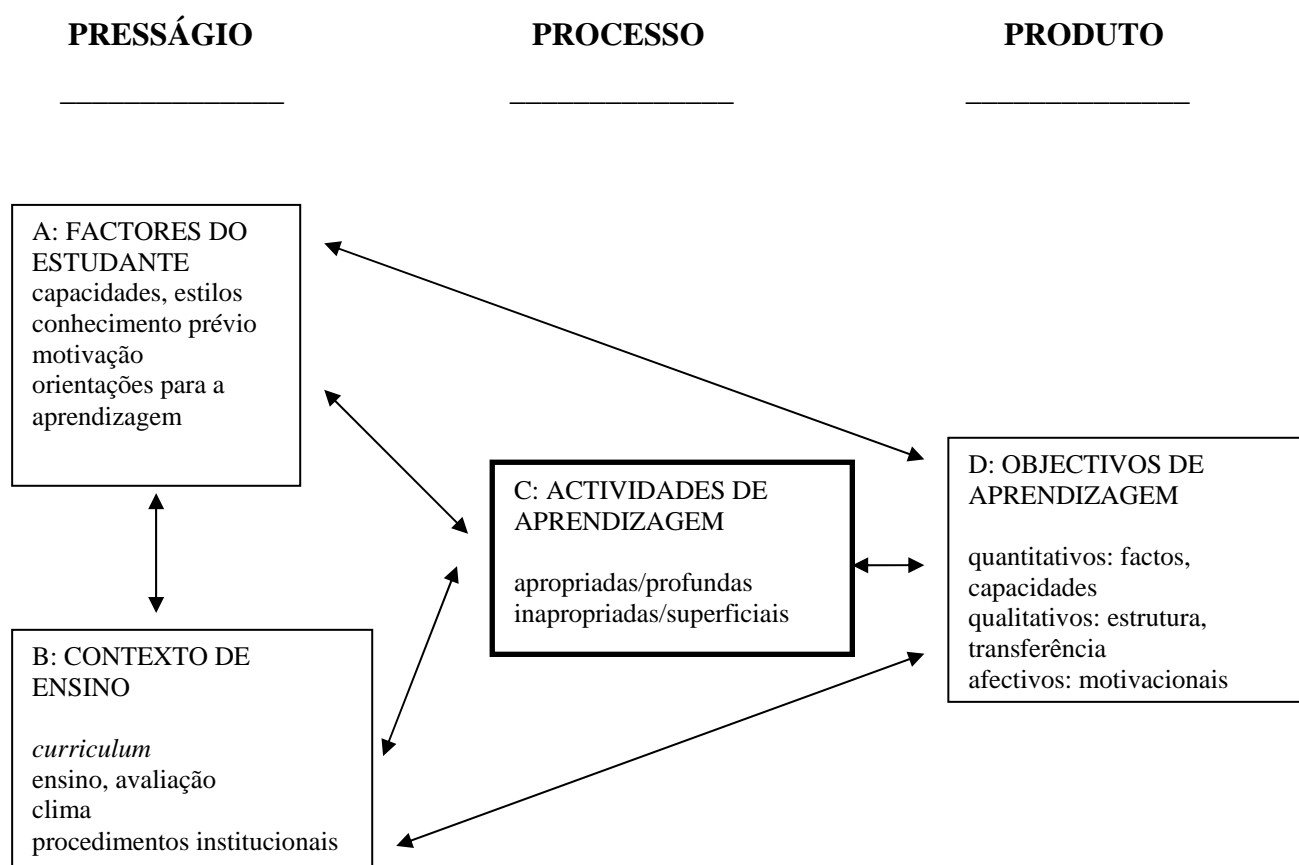 PRESSÁGIO PROCESSO PRODUTO
A: FACTORES DO
ESTUDANTE
capacidades, estilos
conhecimento prévio
motivação
orientações para a
aprendizagem
C: ACTIVIDADES DE
APRENDIZAGEM
apropriadas/profundas
inapropriadas/superficiais
D: OBJECTIVOS DE
APRENDIZAGEM
quantitativos: factos,
capacidades
qualitativos: estrutura,
transferência
afectivos: motivacionais
B: CONTEXTO DE
ENSINO
curriculum
ensino, avaliação
clima
procedimentos institucionais